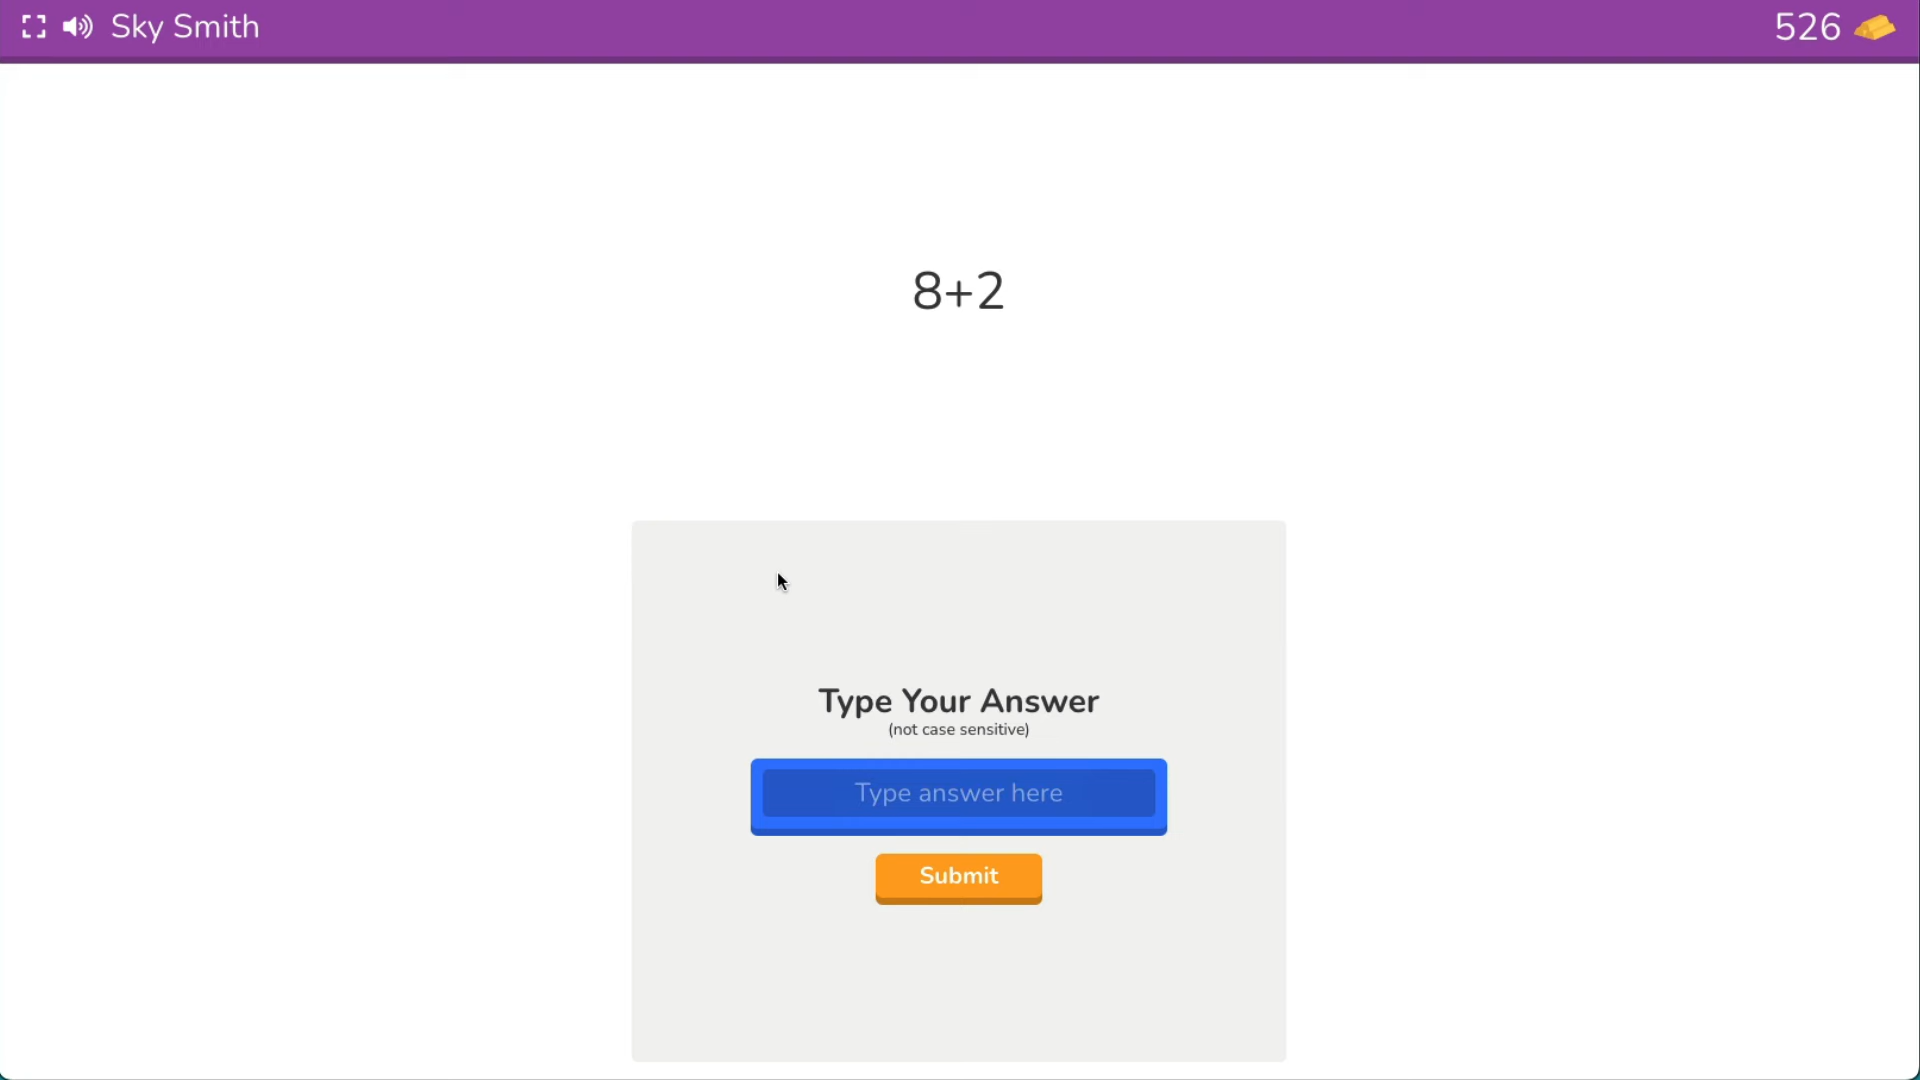 Sky Smith
526
8+2
Type Your Answer
(not case sensitive)
Type answer here
Submit